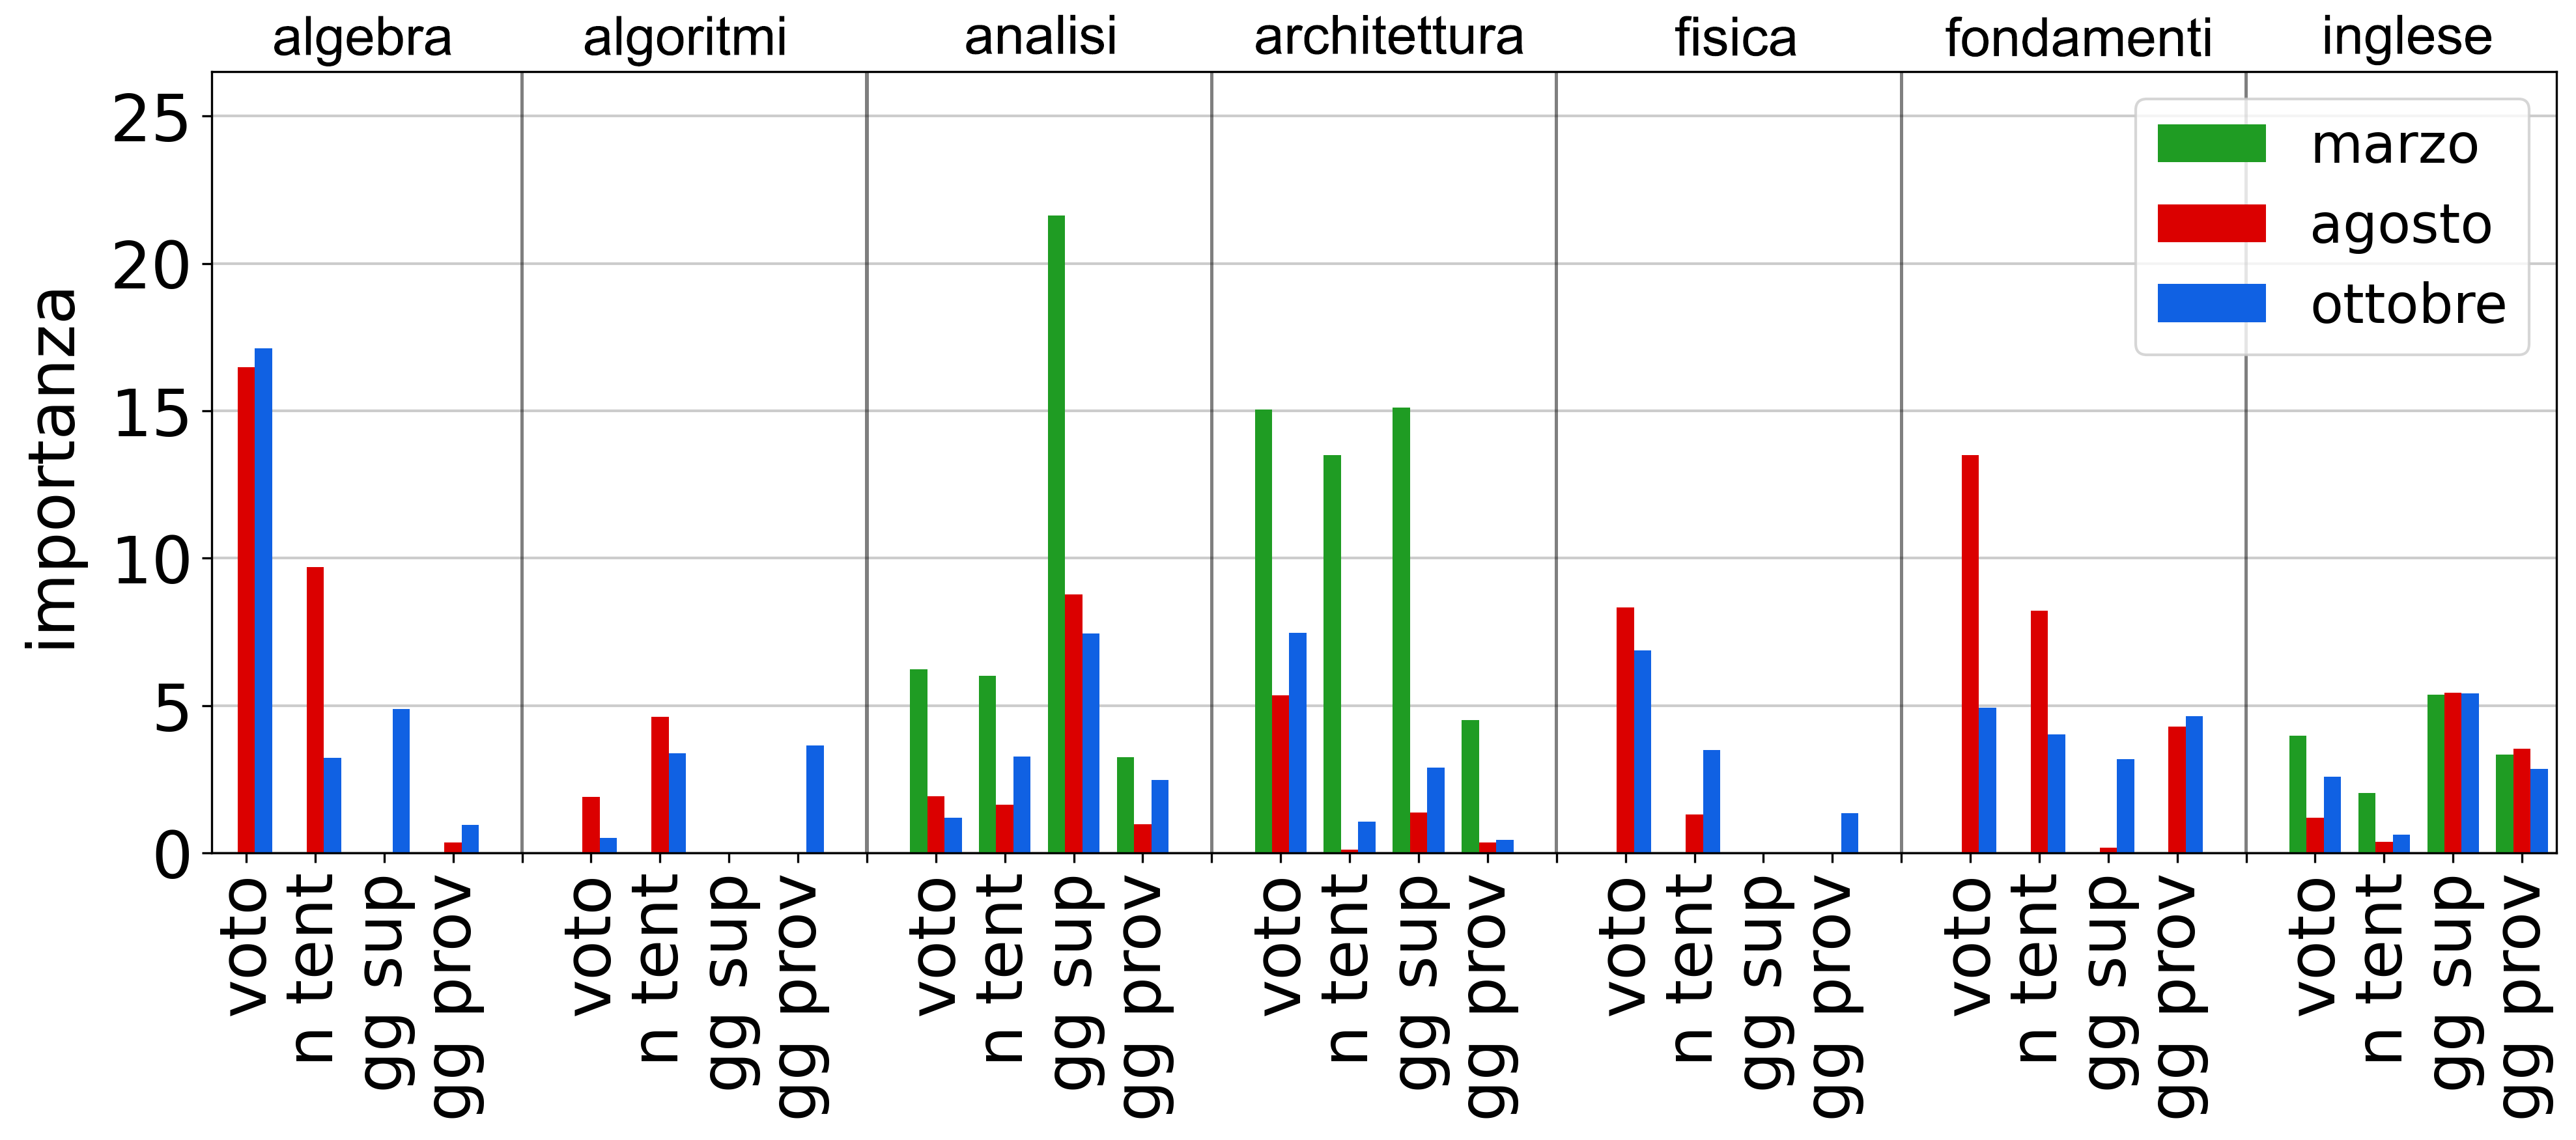 algebra algoritmi analisi architettura fisica fondamenti inglese
importanza
25
20
15
10
5
0
marzo
agosto
ottobre
voto n tent gg sup gg prov voto n tent gg sup gg prov voto n tent gg sup gg prov voto n tent gg sup gg prov voto n tent gg sup gg prov voto n tent gg sup gg prov voto n tent gg sup gg prov